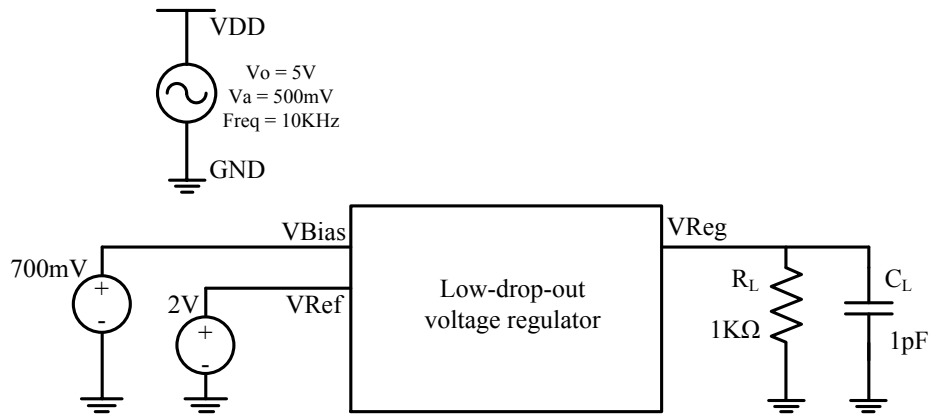 VDD
Vo = 5V
Va = 500mV
Freq = 10KHz
GND
VBias
VReg
700mV
+
-
2V
+
-
VRef
Low-drop-out
voltage regulator
RL
1KΩ
CL
1pF